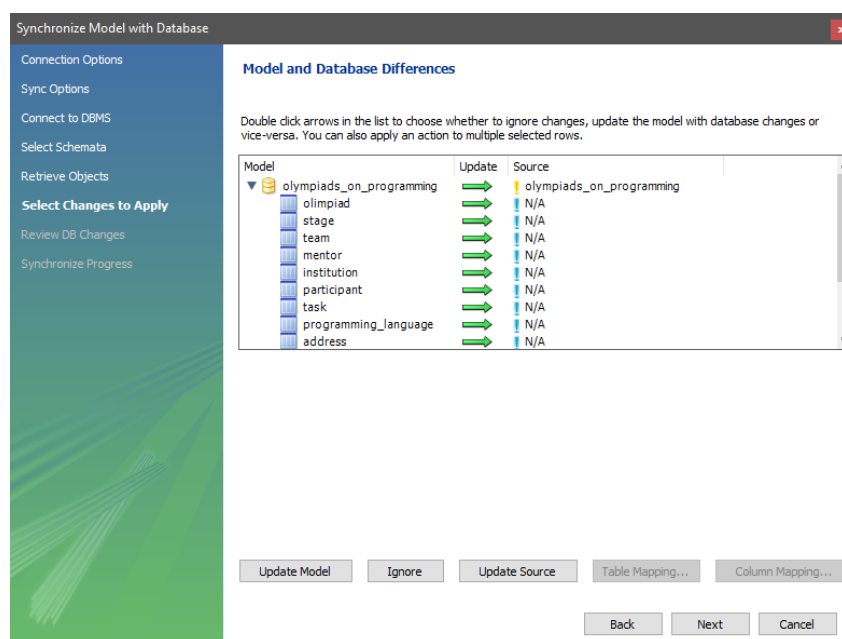 Synchronize Model with Database
Connection Options
Sync Options
Connect to DBMS
Select Schemata
Retrieve Objects
Select Changes to Apply
Review DB Changes
Synchronize Progress
Model and Database Differences
Double click arrows in the list to choose whether to ignore changes, update the model with database changes or
vice-versa. You can also apply an action to multiple selected rows.
Model Update Source
olympiads_on_programming olympiads_on_programming
olimpiad N/A
stage N/A
team N/A
mentor N/A
institution N/A
participant N/A
task N/A
programming_language N/A
address N/A
Update Model Ignore Update Source Table Mapping... Column Mapping...
Back Next Cancel